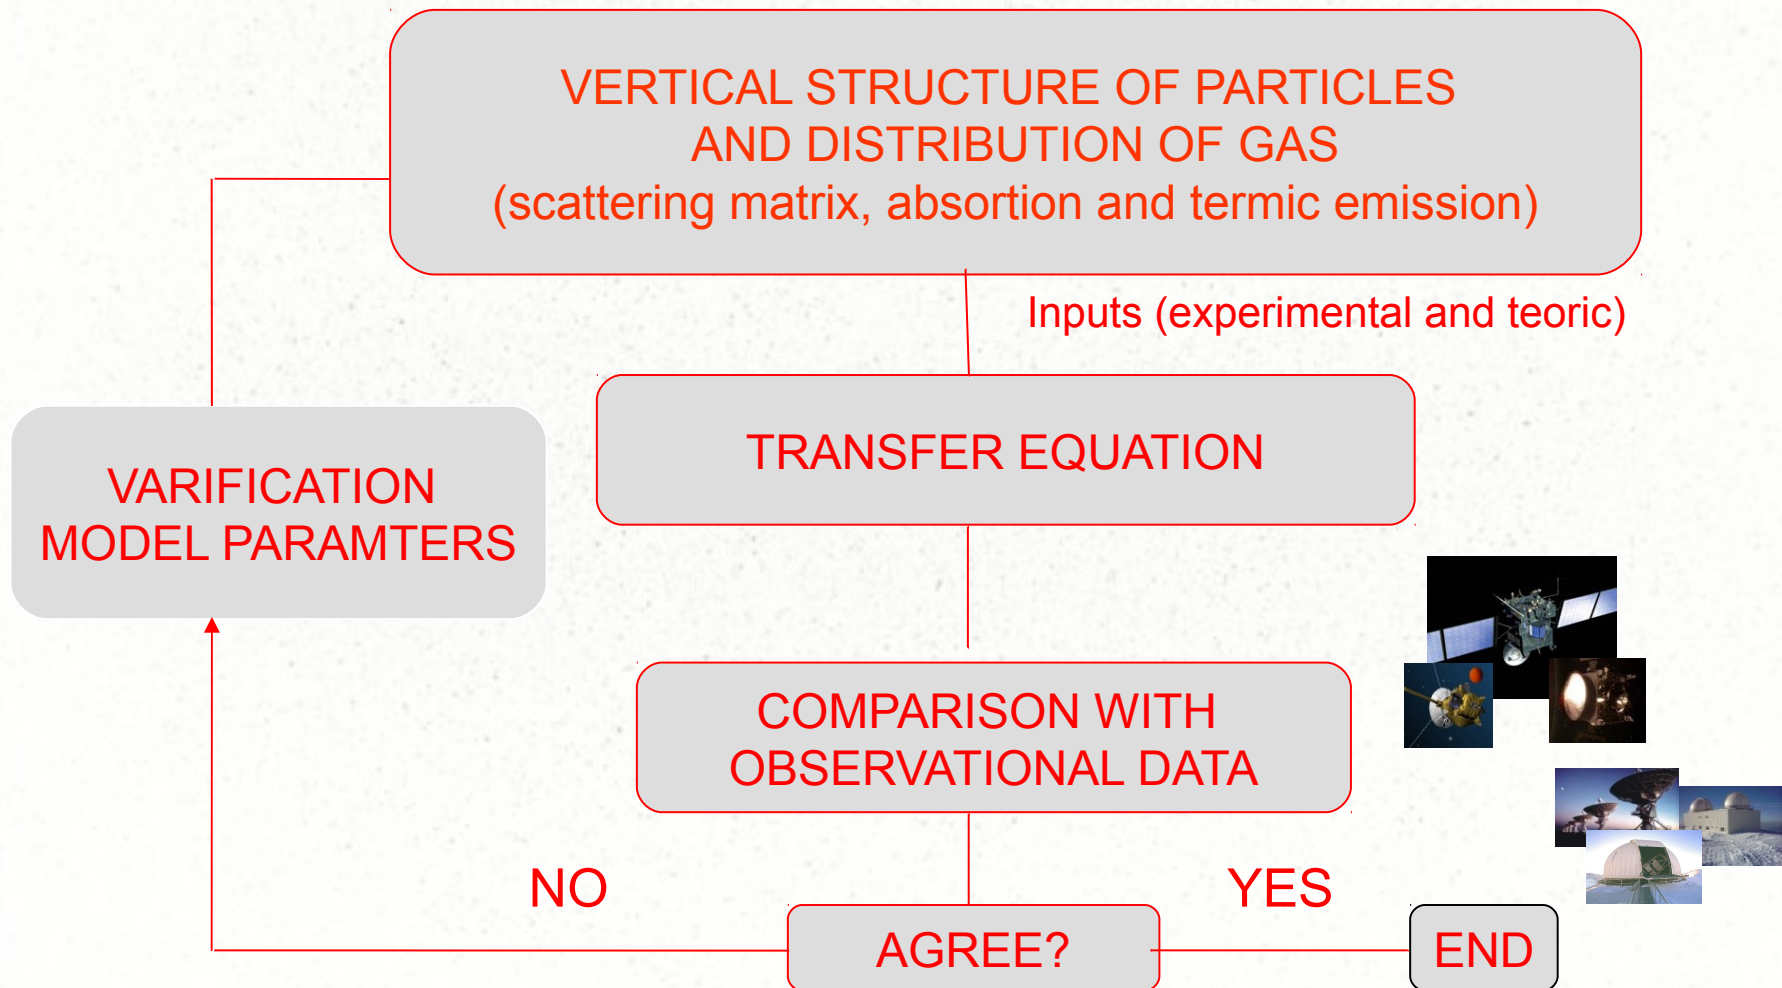 VERTICAL STRUCTURE OF PARTICLES
AND DISTRIBUTION OF GAS
(scattering matrix, absortion and termic emission)
Inputs (experimental and teoric)
TRANSFER EQUATION
VARIFICATION
MODEL PARAMTERS
COMPARISON WITH
OBSERVATIONAL DATA
NO
YES
AGREE?
END